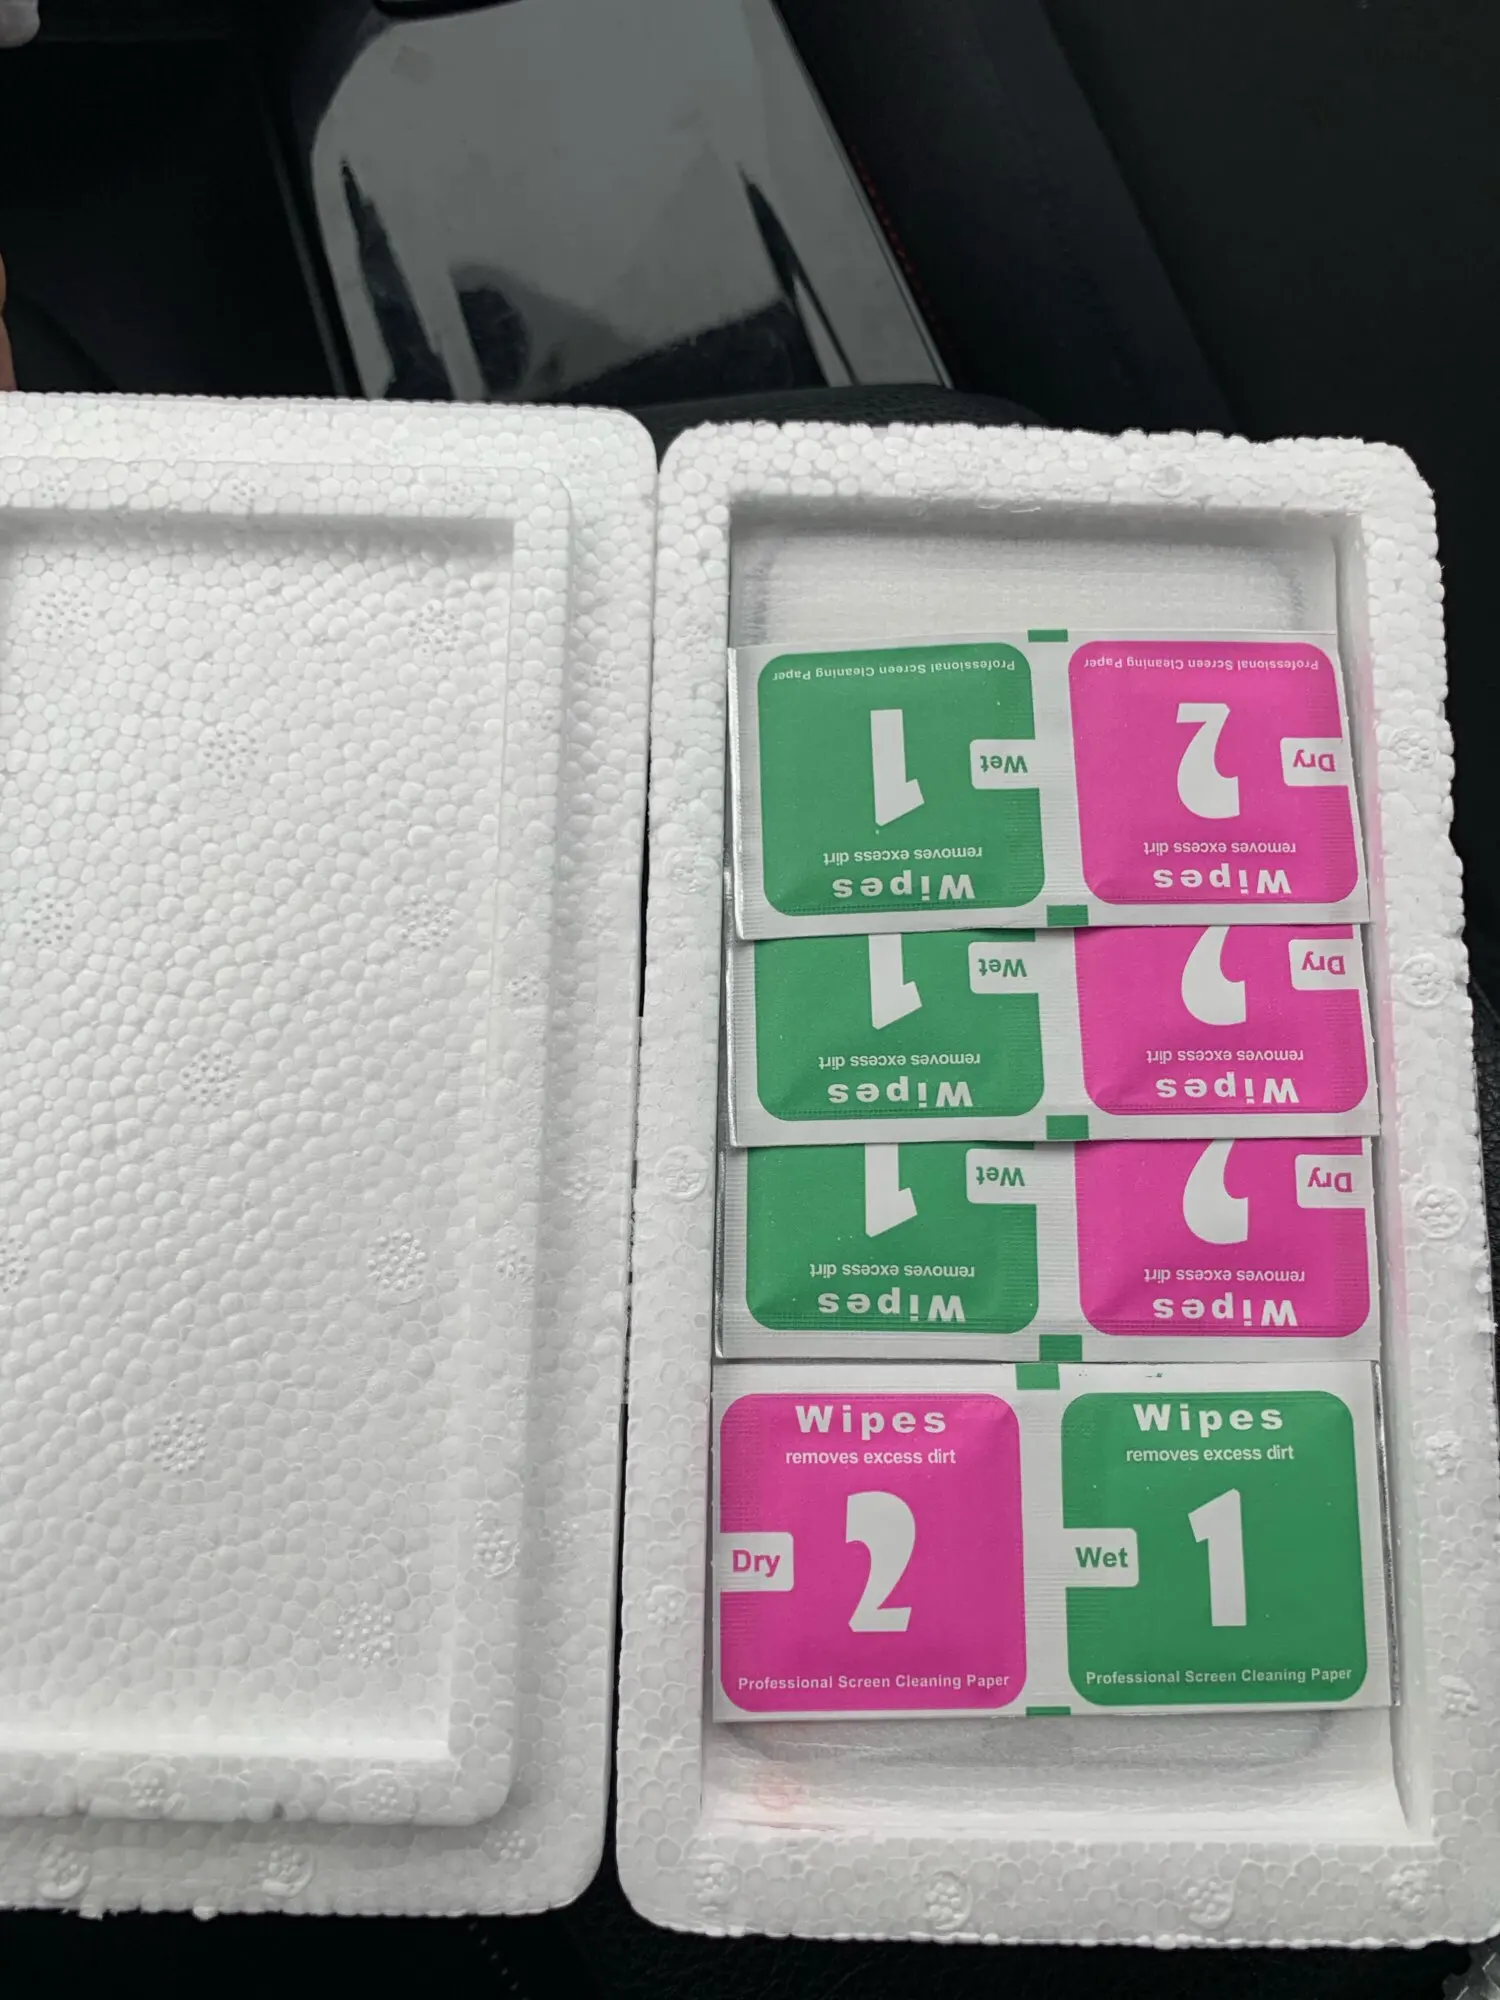 Professional Screen Cleaning Paper
1
Wet
removes excess dirt
Wipes
Professional Screen Cleaning Paper
2
Dry
removes excess dirt
Wipes
1
Wet
removes excess dirt
Wipes
2
Dry
removes excess dirt
Wipes
1
Wet
removes excess dirt
Wipes
2
Dry
removes excess dirt
Wipes
Wipes
removes excess dirt
2
Dry
Professional Screen Cleaning Paper
Wipes
removes excess dirt
1
Wet
Professional Screen Cleaning Paper